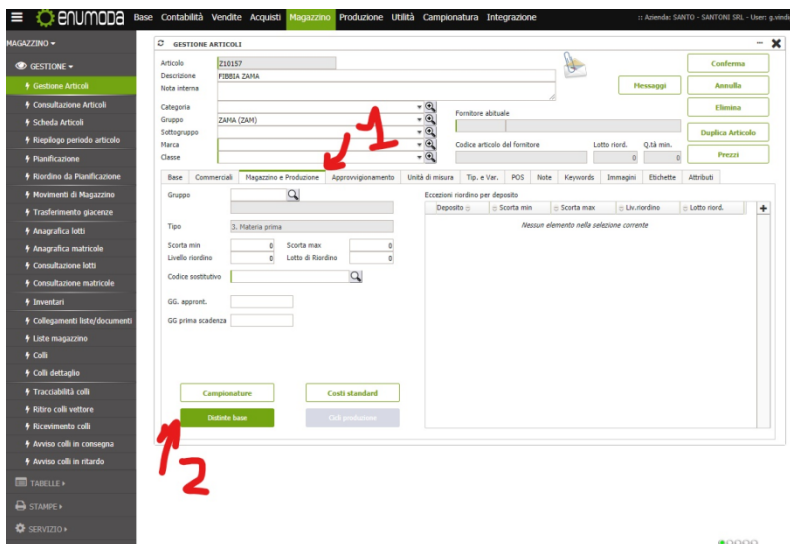 enumoda Base Contabilità Vendite Acquisti Magazzino Produzione Utilità Campionatura Integrazione :: Azienda: SANTO - SANTONI SRL - User: g.vindi
MAGAZZINO
GESTIONE
Gestione Articoli
Consultazione Articoli
Scheda Articoli
Riepilogo periodo articolo
Pianificazione
Riordino da Pianificazione
Movimenti di Magazzino
Trasferimento giacenze
Anagrafica lotti
Anagrafica matricole
Consultazione lotti
Consultazione matricole
Inventari
Collegamenti liste/documenti
Liste magazzino
Colli
Colli dettaglio
Tracciabilità colli
Ritiro colli vettore
Ricevimento colli
Avviso colli in consegna
Avviso colli in ritardo
TABELLE
STAMPE
SERVIZIO
GESTIONE ARTICOLI
Articolo Z10157
Descrizione FIBBIA ZAMA
Nota interna
Categoria
Gruppo ZAMA (ZAM)
Sottogruppo
Marca
Classe
Fornitore abituale
Codice articolo del fornitore Lotto riord. Q.tà min.
0 0
Messaggi
Conferma
Annulla
Elimina
Duplica Articolo
Prezzi
1
Base Commerciali Magazzino e Produzione Approvvigionamento Unità di misura Tip. e Var. POS Note Keywords Immagini Etichette Attributi
Gruppo
Tipo 3. Materia prima
Scorta min 0 Scorta max 0
Livello riordino 0 Lotto di Riordino 0
Codice sostitutivo
GG. appront.
GG prima scadenza
Eccezioni riordino per deposito
Deposito Scorta min Scorta max Liv.riordino Lotto riord. +
Nessun elemento nella selezione corrente
Campionature Costi standard
Distinte base Cicli produzione
2